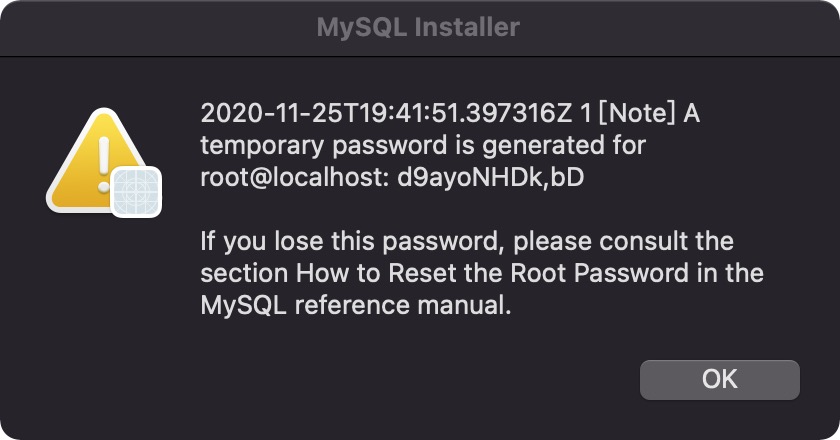 MySQL Installer
2020-11-25T19:41:51.397316Z 1 [Note] A
temporary password is generated for
root@localhost: d9ayoNHDk,bD
If you lose this password, please consult the
section How to Reset the Root Password in the
MySQL reference manual.
OK